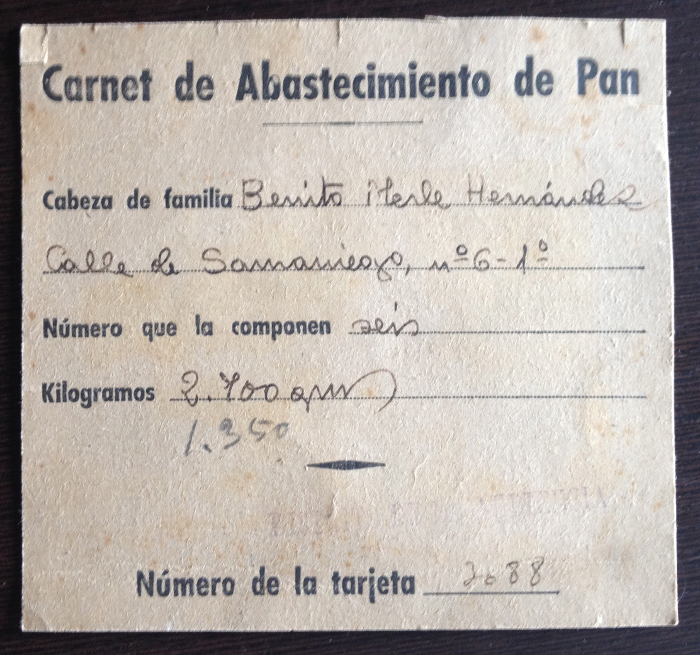 Carnet de Abastecimiento de Pan
Cabeza de familia Benito Merle Hernández
Calle de Samaniego, nº 6-1º
Número que la componen seis
Kilogramos 2.700 grs
1.350
Número de la tarjeta 2688